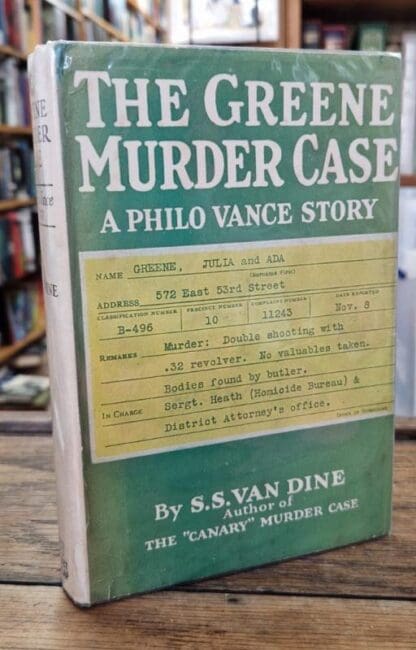 THE GREENE
MURDER CASE
A PHILO VANCE STORY
NAME GREENE, JULIA and ADA
(Surname First)
ADDRESS 572 East 53rd Street
CLASSIFICATION NUMBER PRECINCT NUMBER COMPLAINT NUMBER DATE REPORTED
B-496 10 11243 Nov. 8
REMARKS Murder: Double shooting with
.32 revolver. No valuables taken.
Bodies found by butler.
IN CHARGE Sergt. Heath (Homicide Bureau) &
District Attorney's office.
By S.S. VAN DINE
Author of
THE "CANARY" MURDER CASE